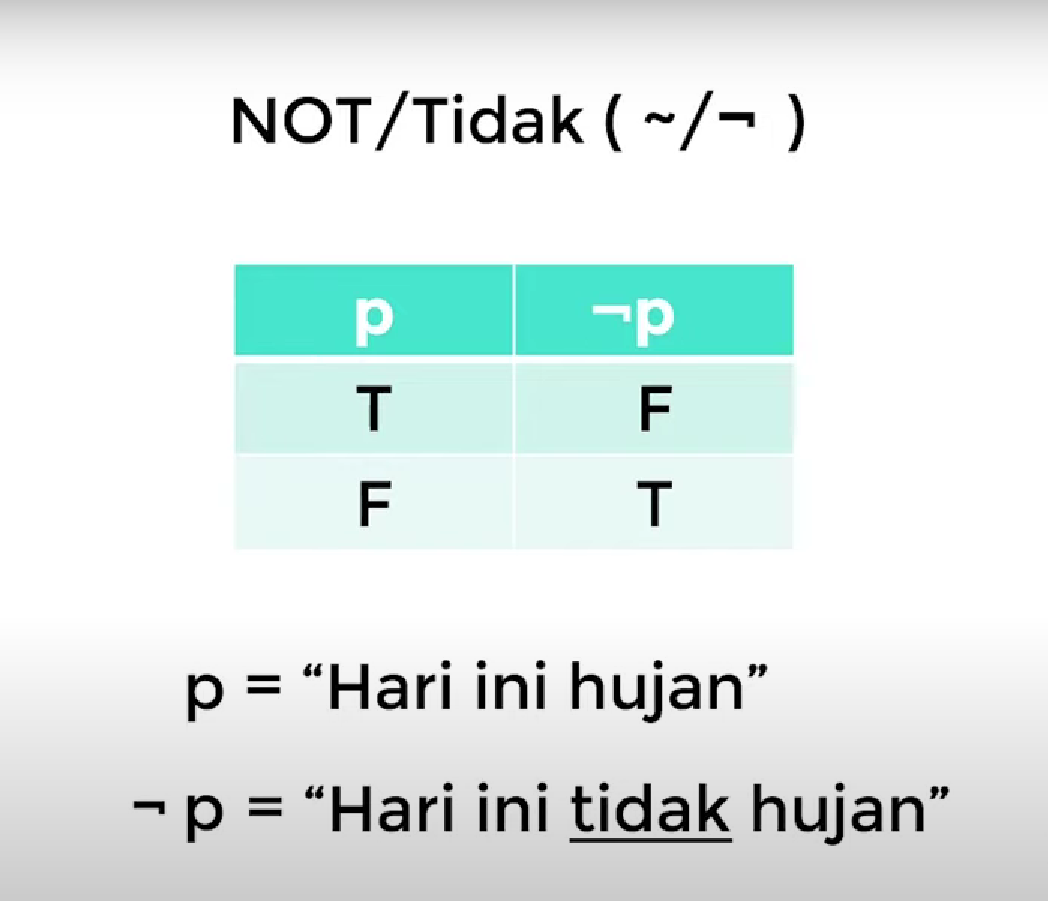 NOT/Tidak ( ~/¬ )
p ¬p
T F
F T
p = “Hari ini hujan”
¬ p = “Hari ini tidak hujan”